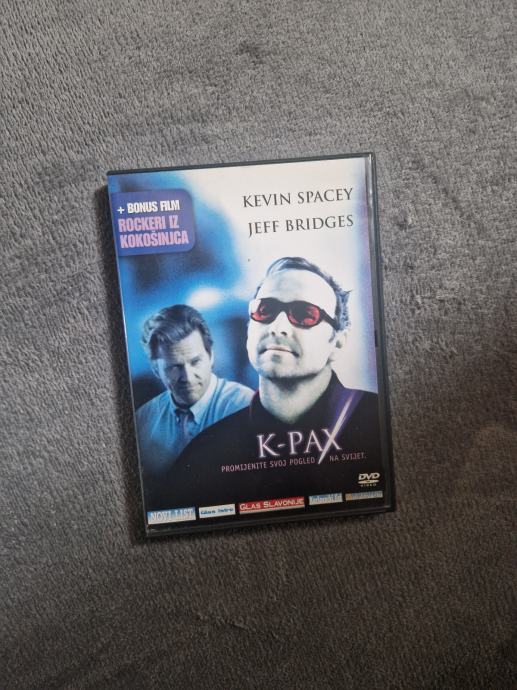 + BONUS FILM
ROCKERI IZ
KOKOŠINJCA
KEVIN SPACEY
JEFF BRIDGES
K-PAX
PROMIJENITE SVOJ POGLED NA SVIJET.
DVD
VIDEO
NOVI LIST
Glas Istre
GLAS SLAVONIJE